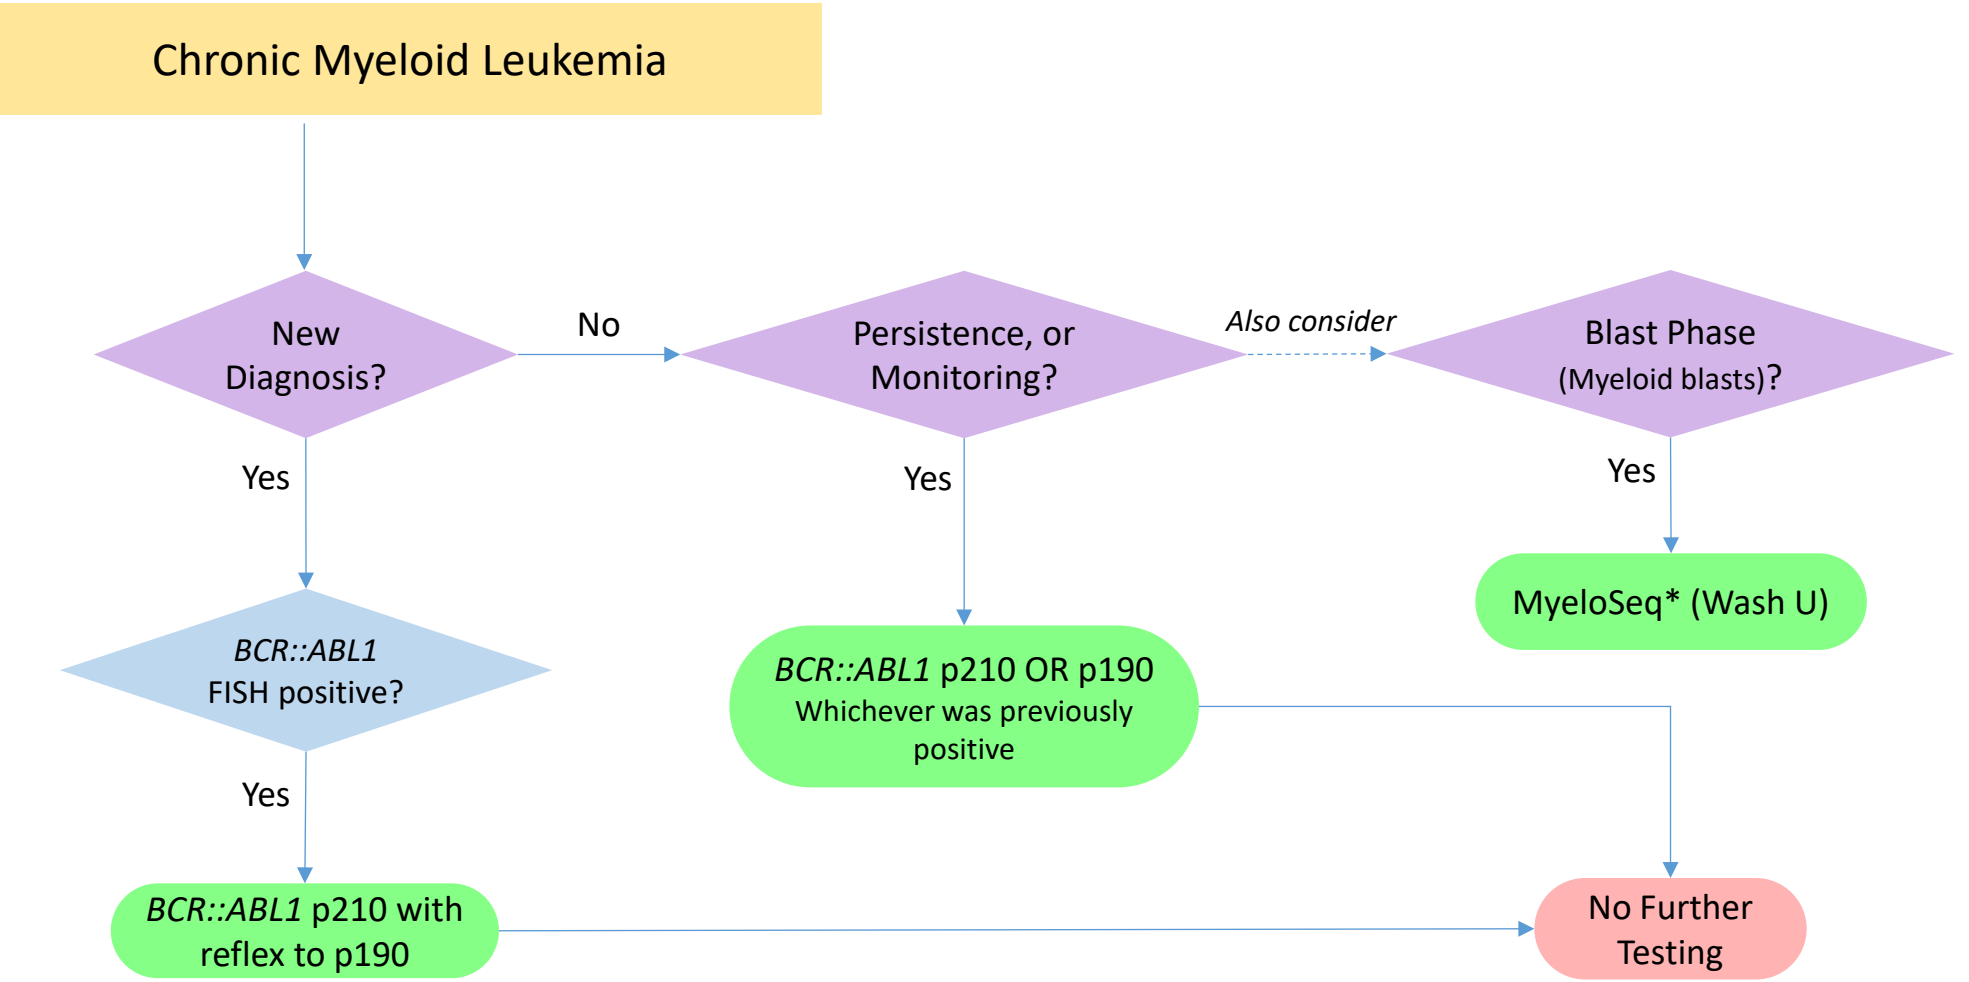 Chronic Myeloid Leukemia
New
Diagnosis?
No
Persistence, or
Monitoring?
Also consider
Blast Phase
(Myeloid blasts)?
Yes
Yes
Yes
MyeloSeq* (Wash U)
BCR::ABL1
FISH positive?
BCR::ABL1 p210 OR p190
Whichever was previously
positive
Yes
BCR::ABL1 p210 with
reflex to p190
No Further
Testing